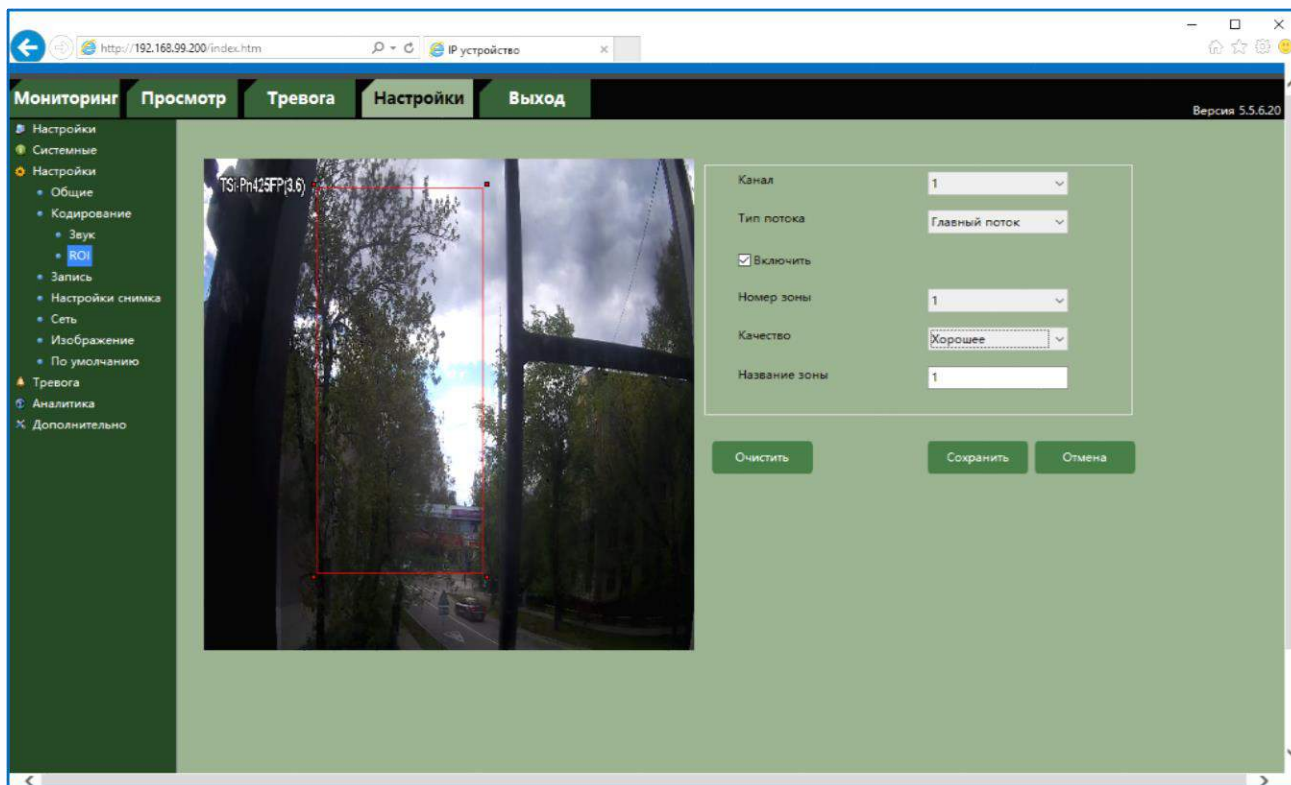 http://192.168.99.200/index.htm
IP устройство
Мониторинг Просмотр Тревога Настройки Выход
Версия 5.5.6.20
Настройки
Системные
Настройки
Общие
Кодирование
Звук
ROI
Запись
Настройки снимка
Сеть
Изображение
По умолчанию
Тревога
Аналитика
Дополнительно
TSi-Pn425FP(3.6)
Канал 1
Тип потока Главный поток
Включить
Номер зоны 1
Качество Хорошее
Название зоны 1
Очистить Сохранить Отмена